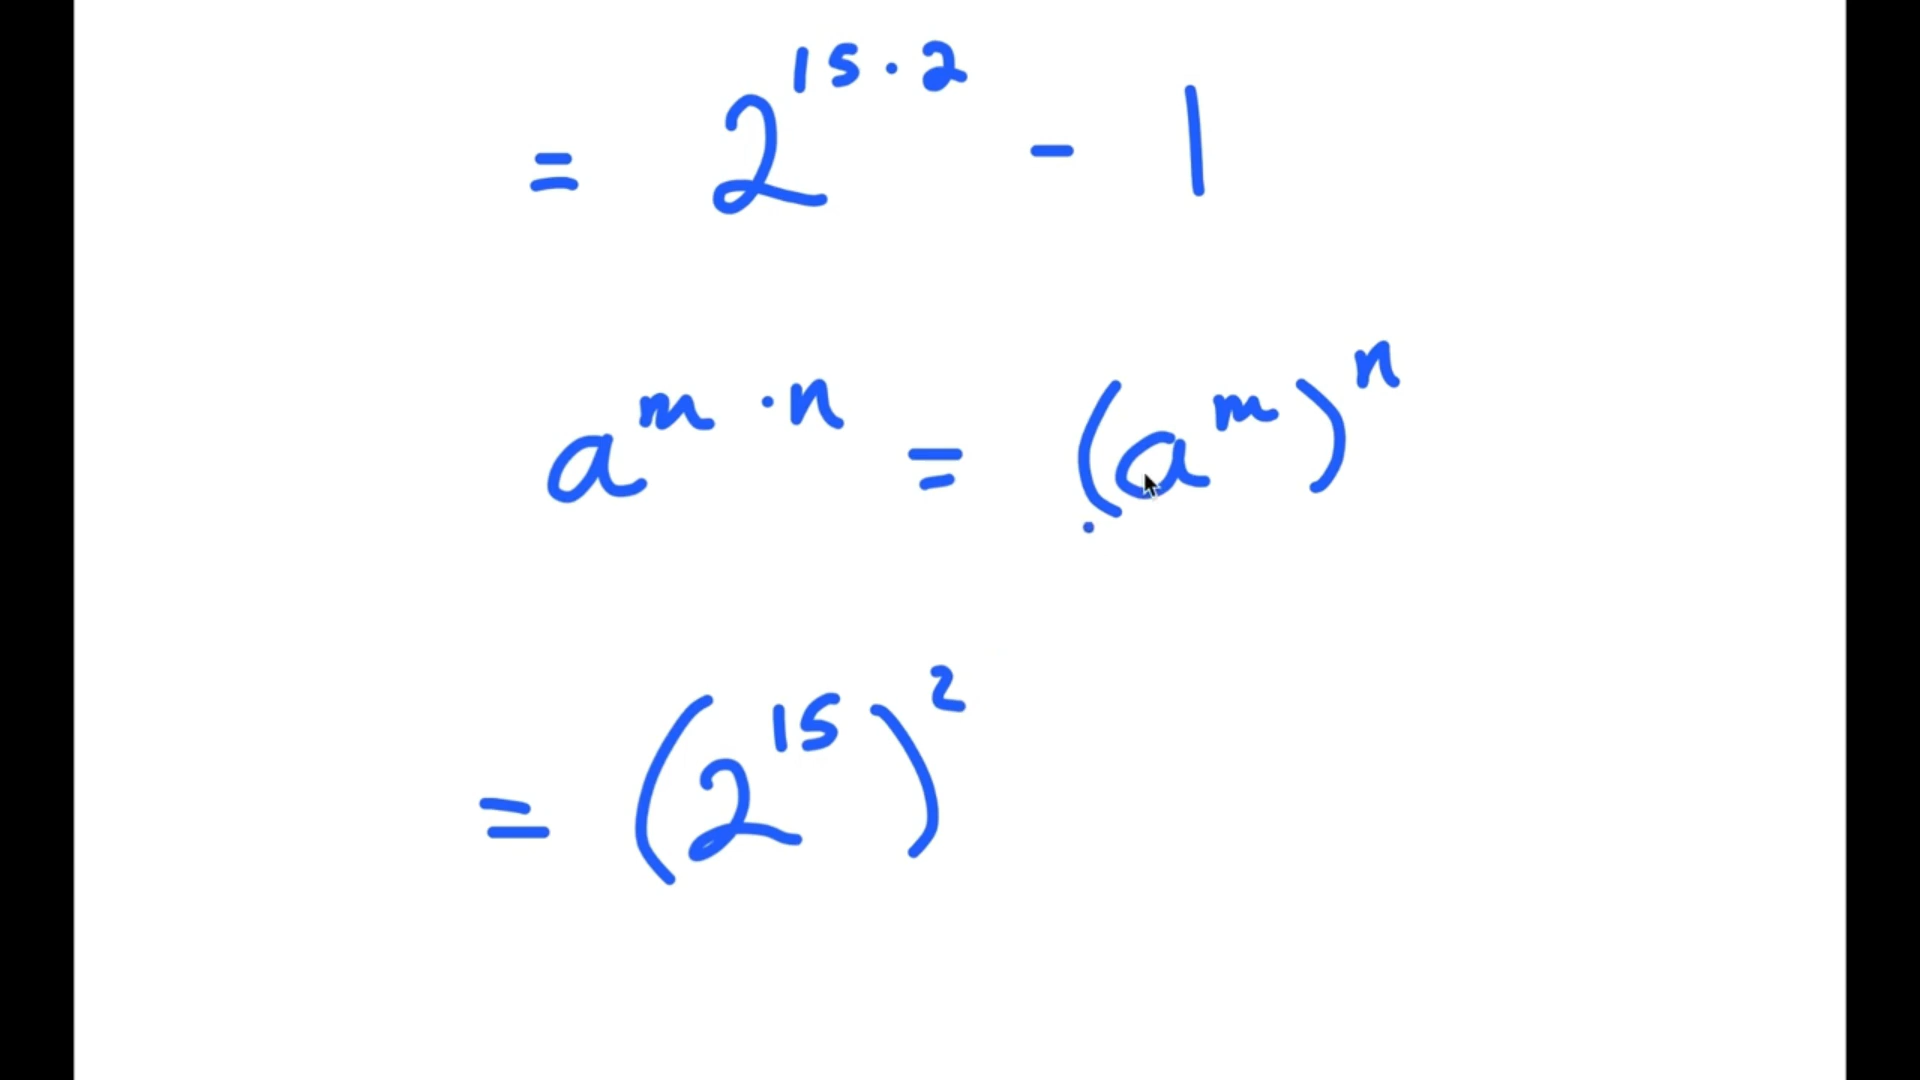 = 2^{15·2} - 1
a^{m·n} = (a^m)^n
= (2^{15})^2